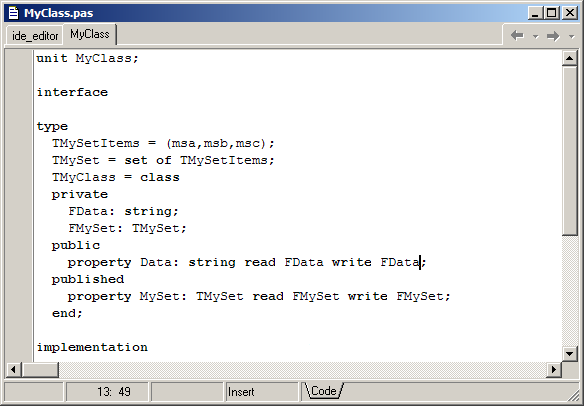 MyClass.pas
ide_editor MyClass
unit MyClass;
interface
type
TMySetItems = (msa,msb,msc);
TMySet = set of TMySetItems;
TMyClass = class
private
FData: string;
FMySet: TMySet;
public
property Data: string read FData write FData;
published
property MySet: TMySet read FMySet write FMySet;
end;
implementation
13: 49 Insert \Code/